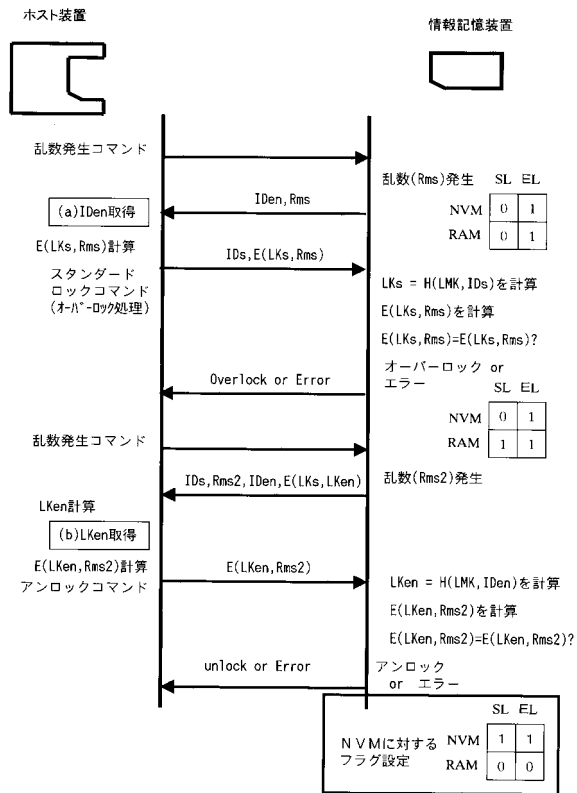 ホスト装置
情報記憶装置
乱数発生コマンド
乱数(Rms)発生
SL EL
NVM 0 1
RAM 0 1
IDen,Rms
(a)IDen取得
E(LKs,Rms)計算
IDs,E(LKs,Rms)
スタンダード
ロックコマンド
(オーバーロック処理)
LKs = H(LMK,IDs)を計算
E(LKs,Rms)を計算
E(LKs,Rms)=E(LKs,Rms)?
オーバーロック or
エラー
Overlock or Error
SL EL
NVM 0 1
RAM 1 1
乱数発生コマンド
IDs,Rms2,IDen,E(LKs,LKen)
乱数(Rms2)発生
LKen計算
(b)LKen取得
E(LKen,Rms2)計算
E(LKen,Rms2)
アンロックコマンド
LKen = H(LMK,IDen)を計算
E(LKen,Rms2)を計算
E(LKen,Rms2)=E(LKen,Rms2)?
unlock or Error
アンロック
or エラー
SL EL
NVMに対する
フラグ設定
NVM 1 1
RAM 0 0